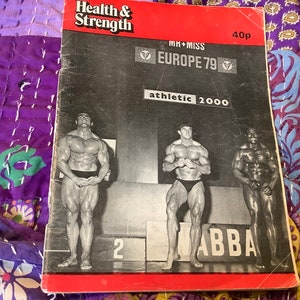 Health &
Strength
40p
MR+MISS
EUROPE 79
athletic 2000
2
ABBA